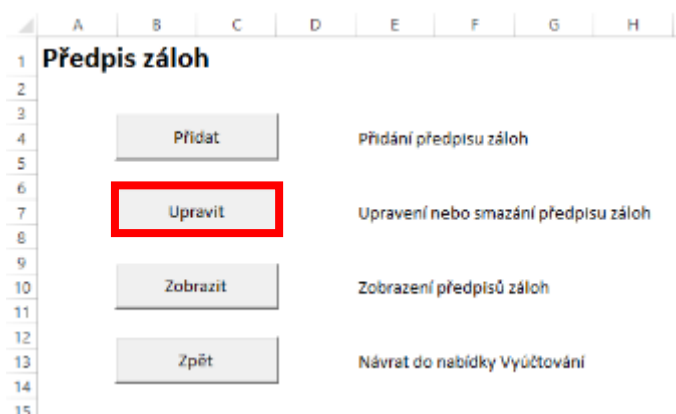 A B C D E F G H
1 Předpis záloh
2
3
4 Přidat Přidání předpisu záloh
5
6
7 Upravit Upravení nebo smazání předpisu záloh
8
9
10 Zobrazit Zobrazení předpisů záloh
11
12
13 Zpět Návrat do nabídky Vyúčtování
14
15